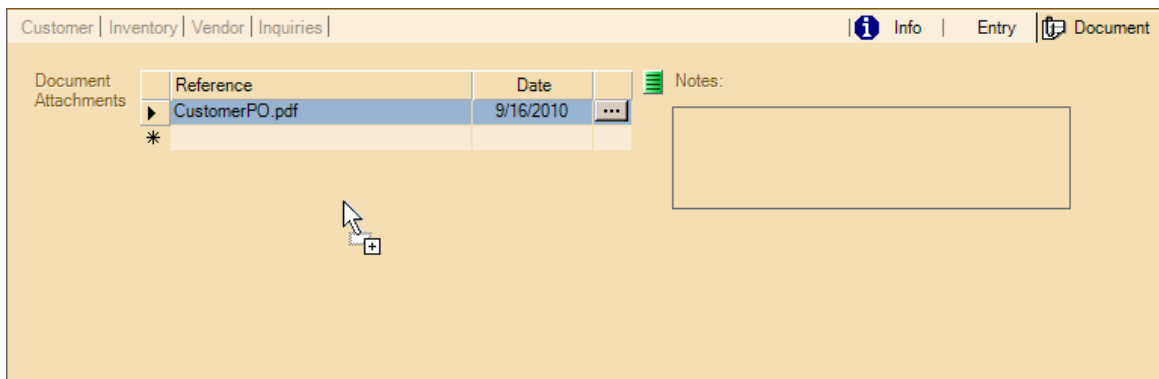 Customer | Inventory | Vendor | Inquiries |
| Info | Entry Document
Document
Attachments
Reference Date
CustomerPO.pdf 9/16/2010 ...
Notes: